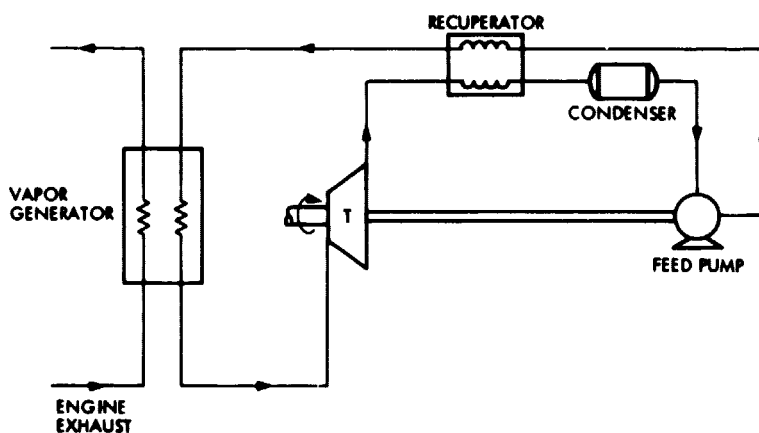 RECUPERATOR
CONDENSER
VAPOR
GENERATOR
T
FEED PUMP
ENGINE
EXHAUST